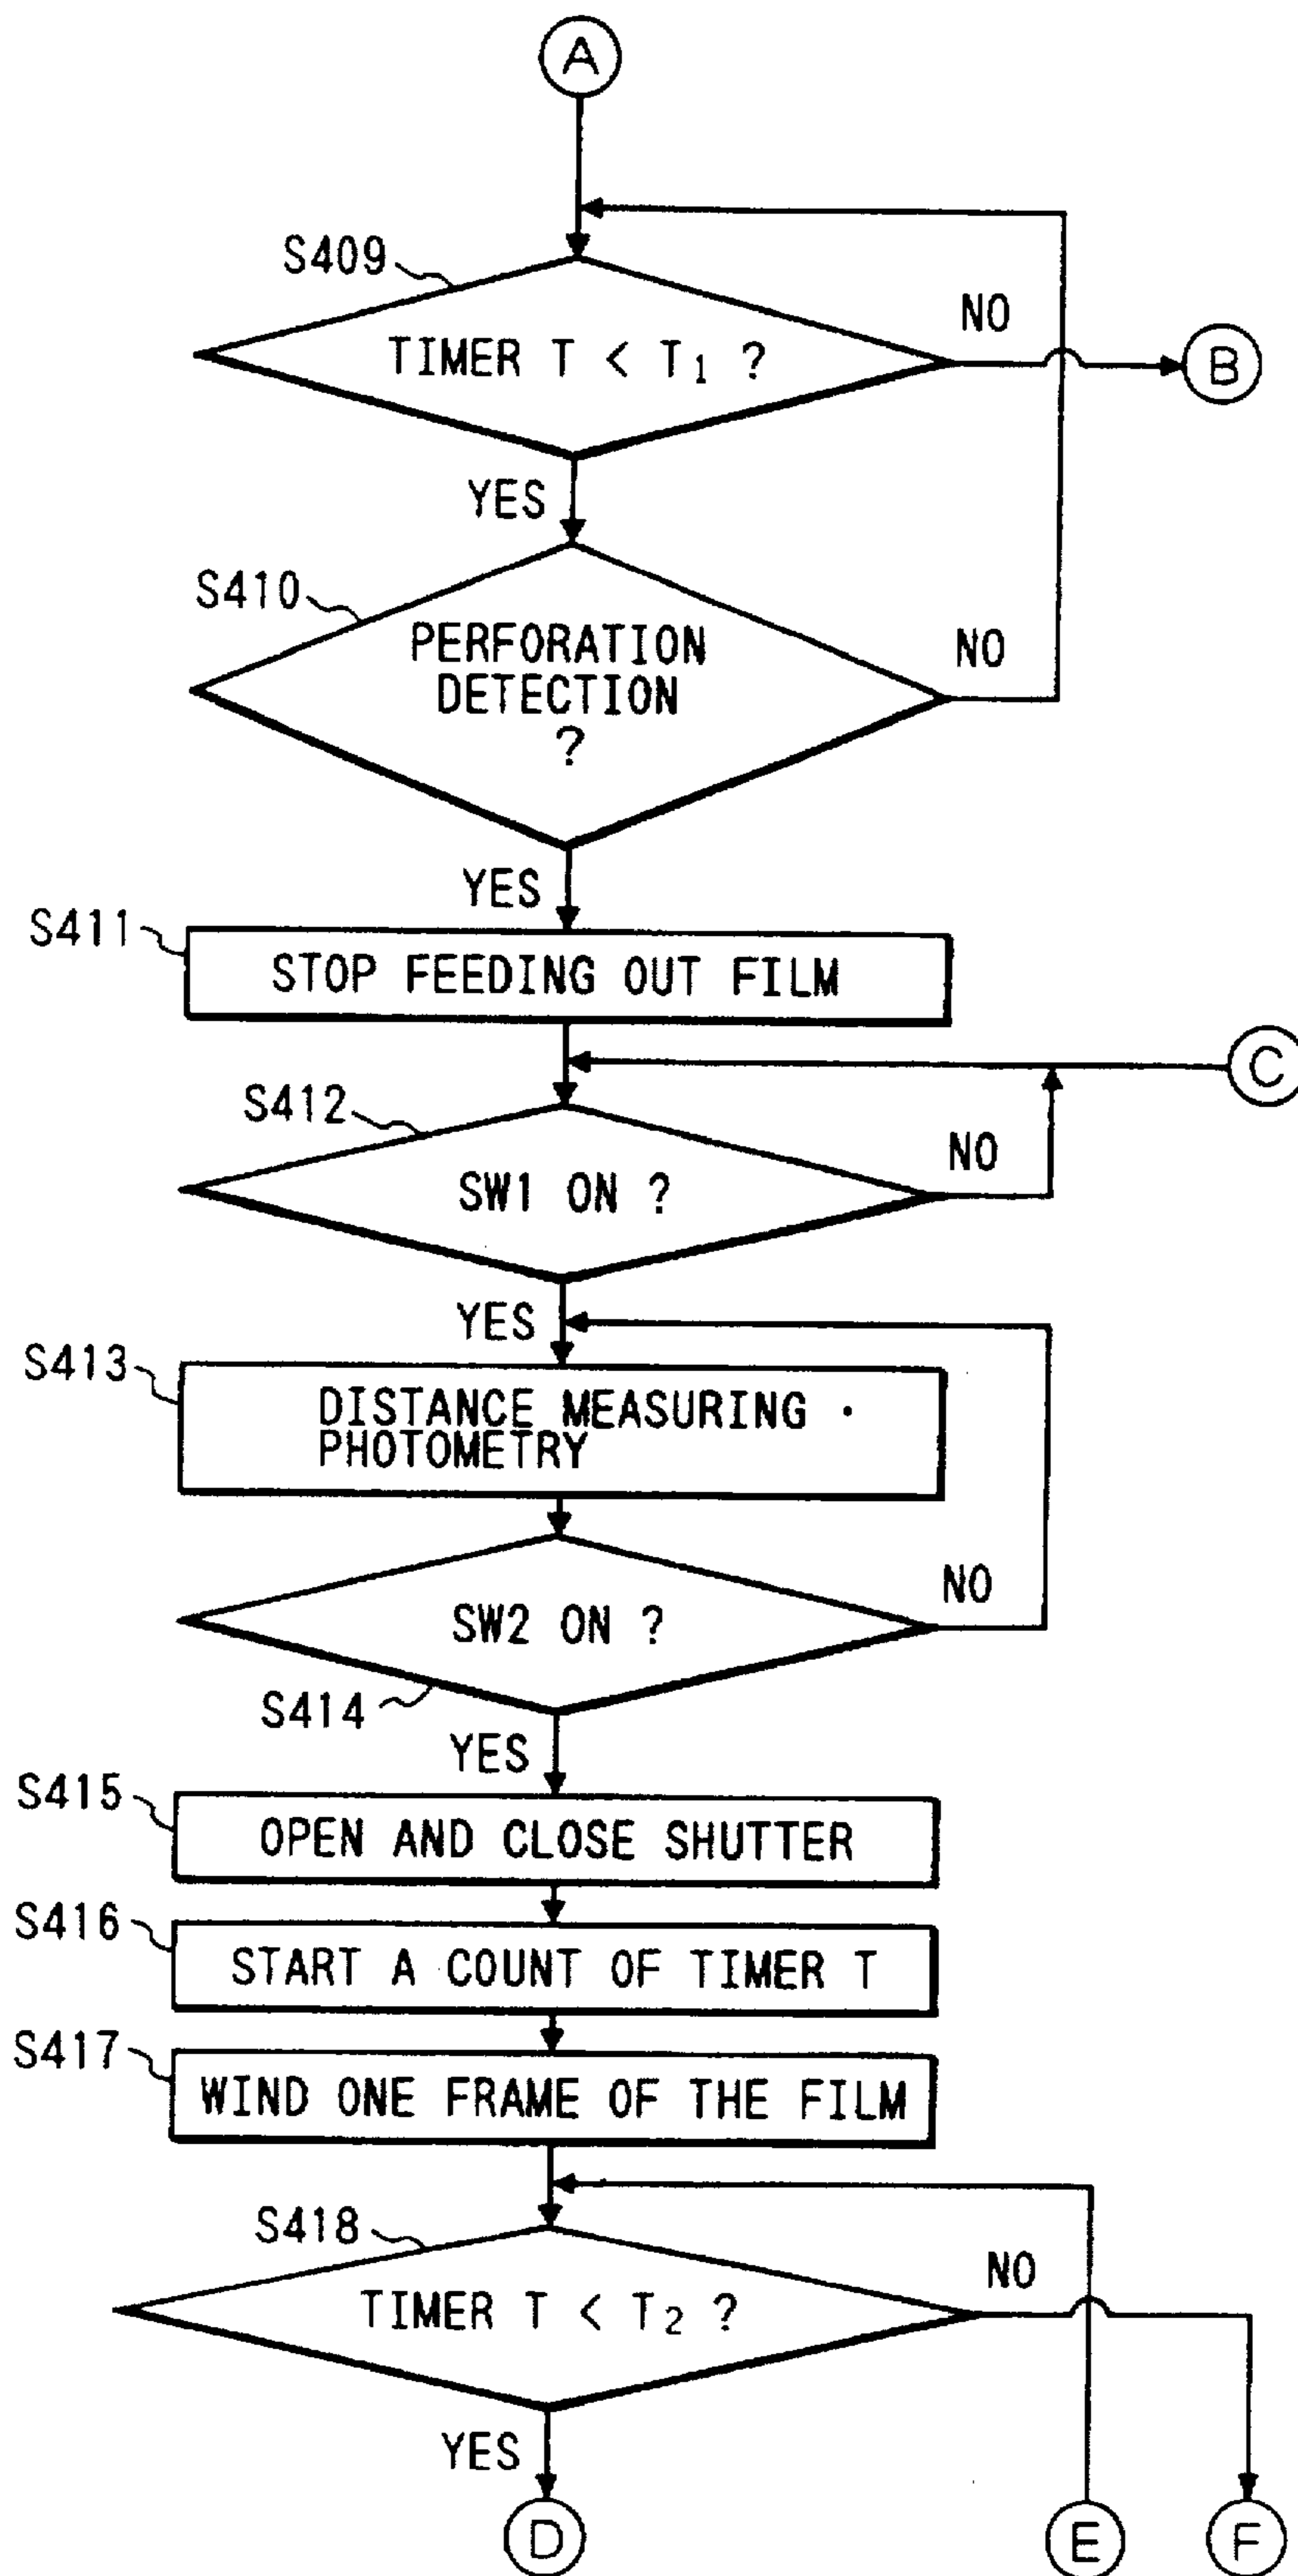 A
S409
TIMER T < T1 ?
NO
B
YES
S410
PERFORATION
DETECTION
?
NO
YES
S411
STOP FEEDING OUT FILM
C
S412
SW1 ON ?
NO
YES
S413
DISTANCE MEASURING ·
PHOTOMETRY
SW2 ON ?
NO
S414
YES
S415
OPEN AND CLOSE SHUTTER
S416
START A COUNT OF TIMER T
S417
WIND ONE FRAME OF THE FILM
S418
TIMER T < T2 ?
NO
YES
D
E
F